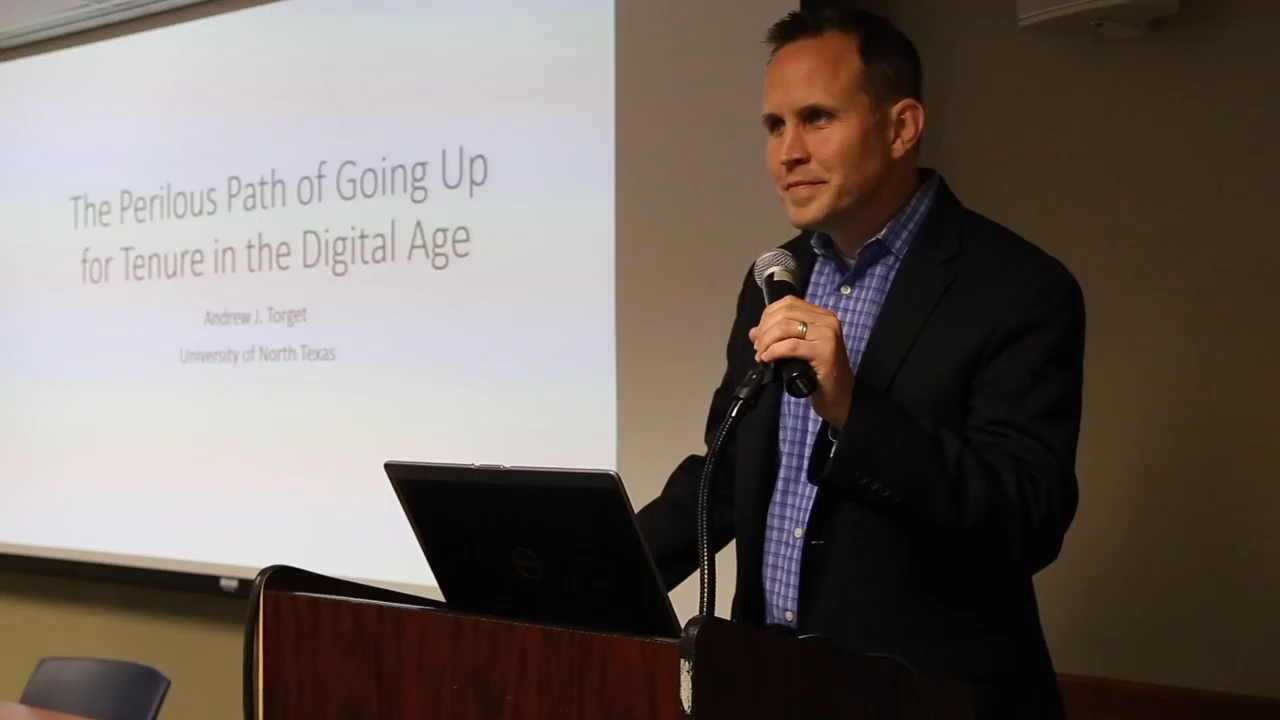 The Perilous Path of Going Up
for Tenure in the Digital Age
Andrew J. Torget
University of North Texas